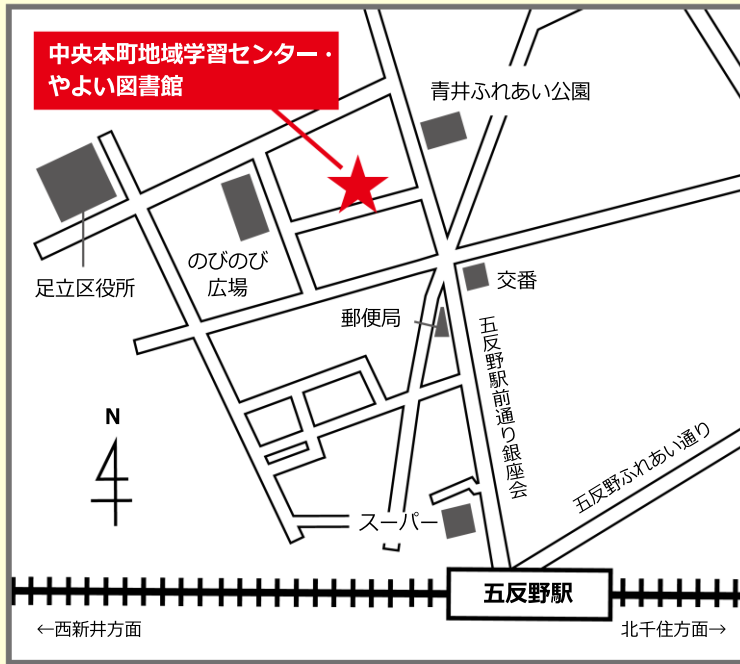 中央本町地域学習センター・
やよい図書館
青井ふれあい公園
のびのび
広場
足立区役所
交番
郵便局
五反野駅前通り銀座会
N
五反野ふれあい通り
スーパー
五反野駅
←西新井方面
北千住方面→